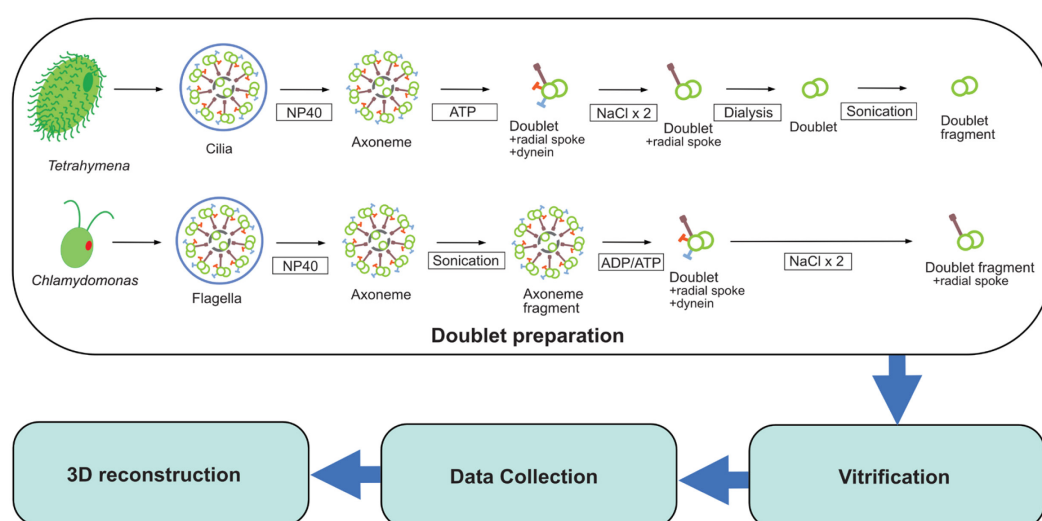 NP40
ATP
NaCl x 2
Dialysis
Sonication
Tetrahymena
Cilia
Axoneme
Doublet
+radial spoke
+dynein
Doublet
+radial spoke
Doublet
Doublet
fragment
NP40
Sonication
ADP/ATP
NaCl x 2
Chlamydomonas
Flagella
Axoneme
Axoneme
fragment
Doublet
+radial spoke
+dynein
Doublet fragment
+radial spoke
Doublet preparation
3D reconstruction
Data Collection
Vitrification